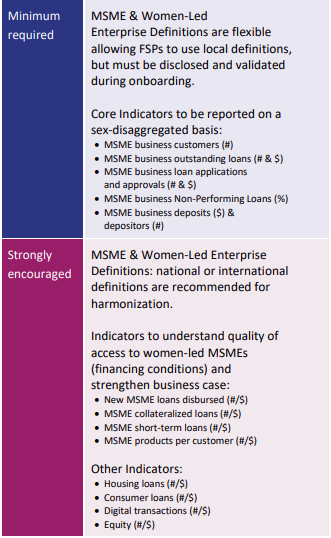 Minimum
required
MSME & Women-Led
Enterprise Definitions are flexible
allowing FSPs to use local definitions,
but must be disclosed and validated
during onboarding.
Core Indicators to be reported on a
sex-disaggregated basis:
• MSME business customers (#)
• MSME business outstanding loans (# & $)
• MSME business loan applications
and approvals (# & $)
• MSME business Non-Performing Loans (%)
• MSME business deposits ($) &
depositors (#)
Strongly
encouraged
MSME & Women-Led Enterprise
Definitions: national or international
definitions are recommended for
harmonization.
Indicators to understand quality of
access to women-led MSMEs
(financing conditions) and
strengthen business case:
• New MSME loans disbursed (#/$)
• MSME collateralized loans (#/$)
• MSME short-term loans (#/$)
• MSME products per customer (#/$)
Other Indicators:
• Housing loans (#/$)
• Consumer loans (#/$)
• Digital transactions (#/$)
• Equity (#/$)